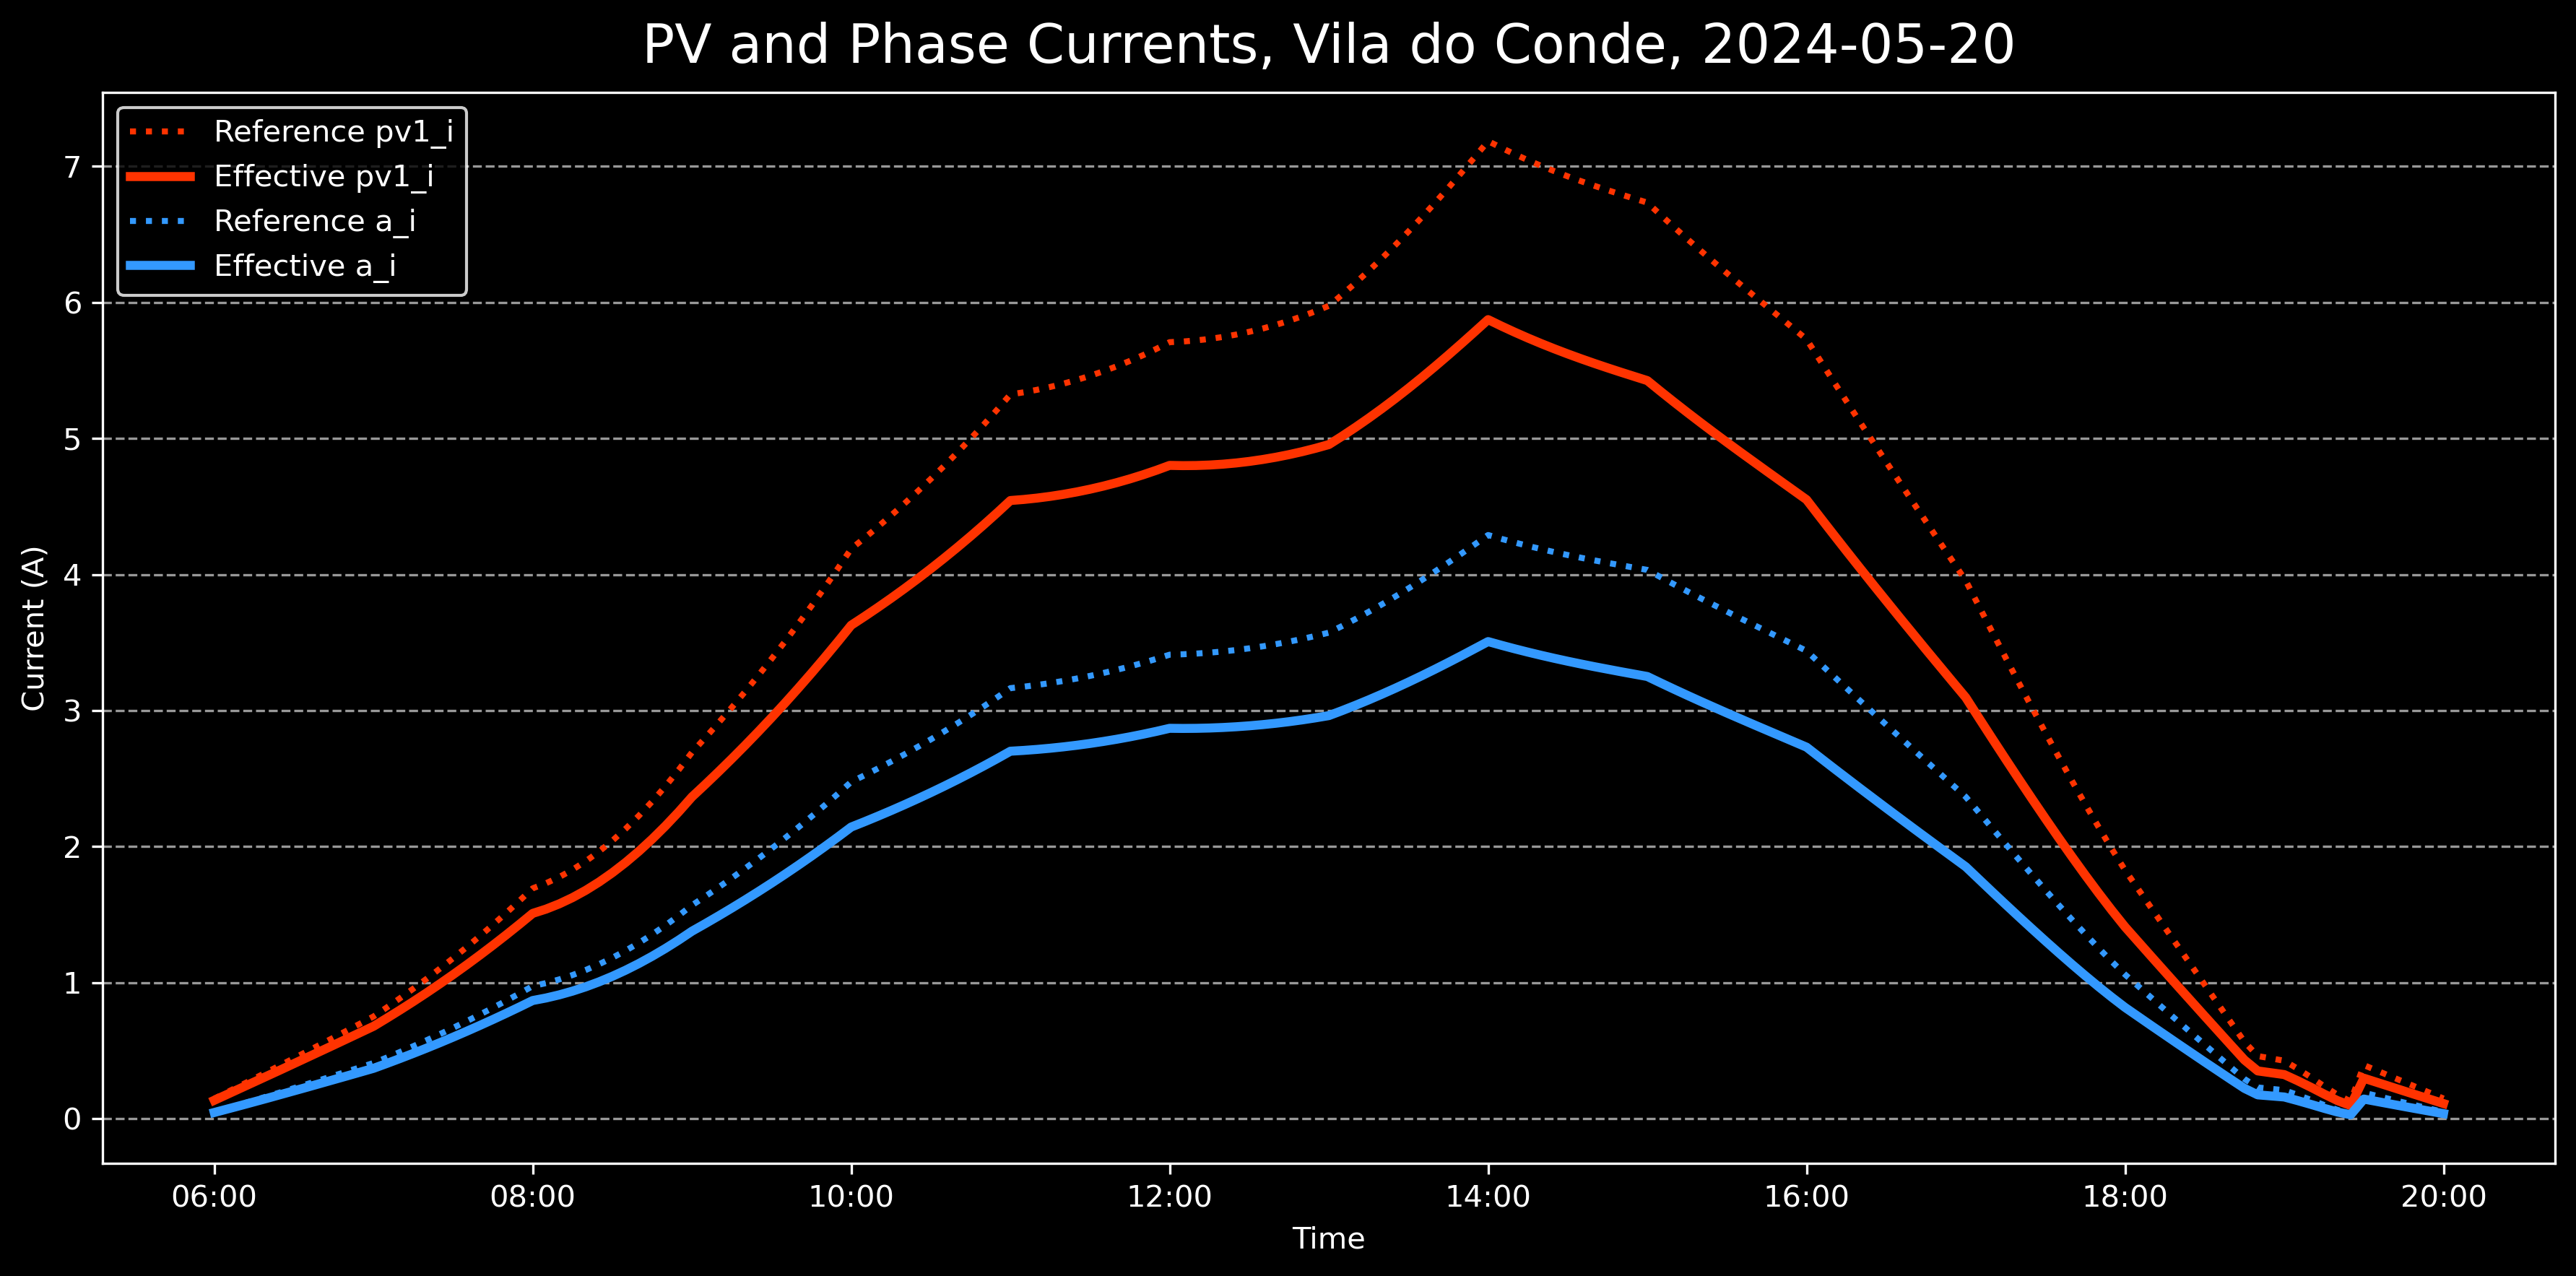 PV and Phase Currents, Vila do Conde, 2024-05-20
Reference pv1_i
Effective pv1_i
Reference a_i
Effective a_i
7
6
5
4
3
2
1
0
Current (A)
06:00 08:00 10:00 12:00 14:00 16:00 18:00 20:00
Time